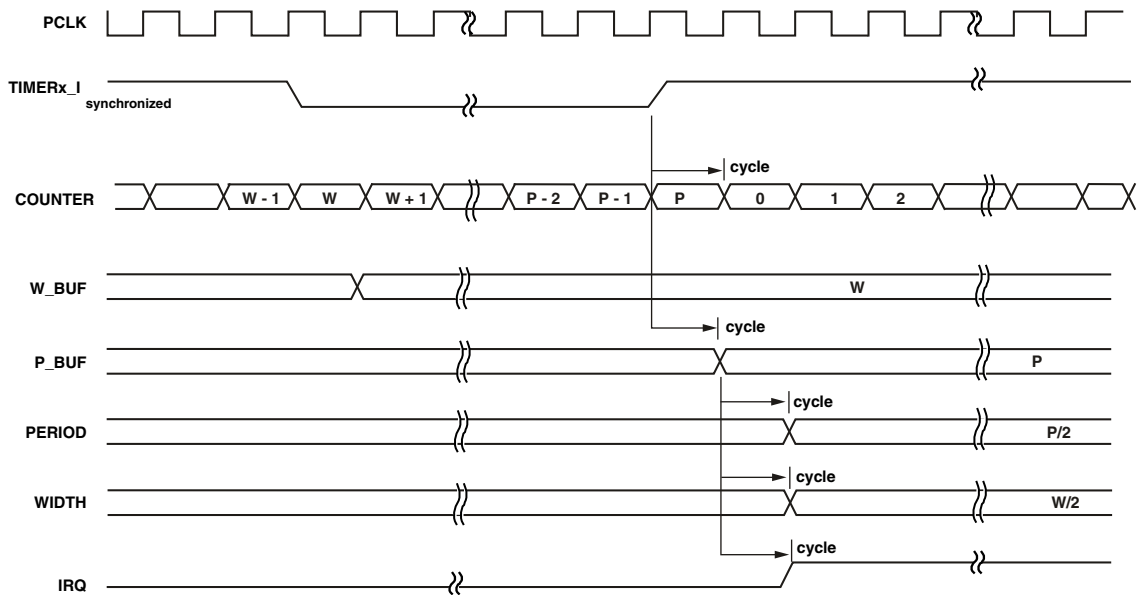 PCLK
TIMERx_I
synchronized
cycle
COUNTER W - 1 W W + 1 P - 2 P - 1 P 0 1 2
W_BUF W
cycle
P_BUF P
cycle
PERIOD P/2
cycle
WIDTH W/2
cycle
IRQ